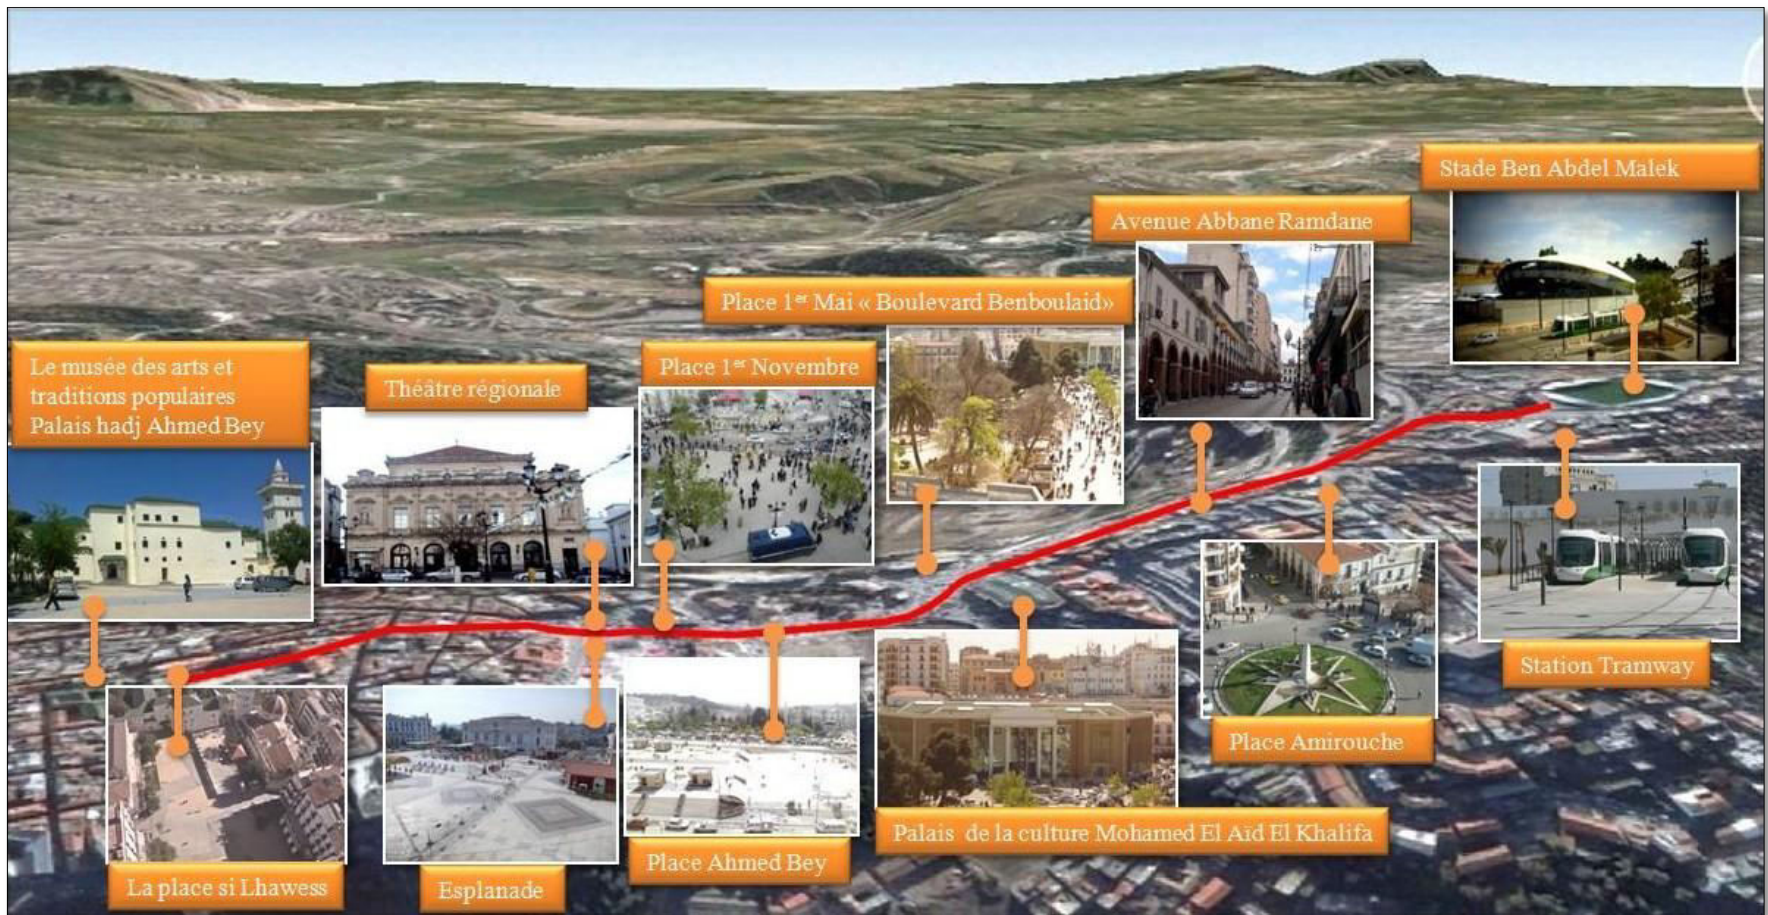 Stade Ben Abdel Malek
Avenue Abbane Ramdane
Place 1er Mai « Boulevard Benboulaid»
Le musée des arts et
traditions populaires
Palais hadj Ahmed Bey
Théâtre régionale
Place 1er Novembre
Station Tramway
Place Amirouche
Palais de la culture Mohamed El Aïd El Khalifa
Place Ahmed Bey
La place si Lhawess
Esplanade